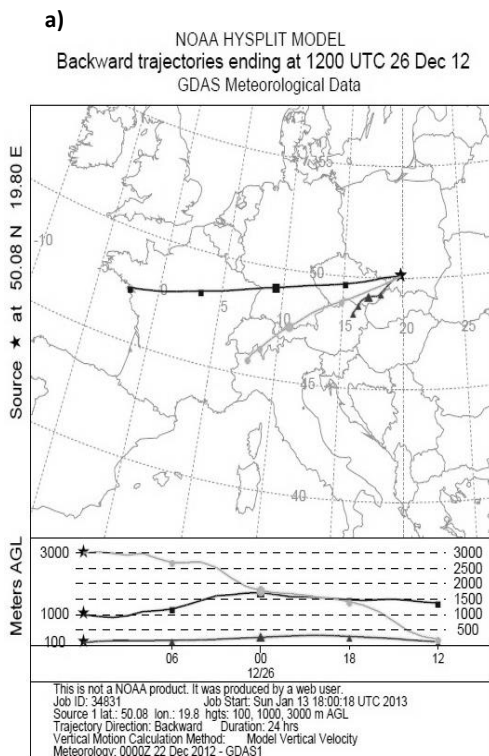 a)
NOAA HYSPLIT MODEL
Backward trajectories ending at 1200 UTC 26 Dec 12
GDAS Meteorological Data
Source ★ at 50.08 N 19.80 E
-10
55
50
0
5
10
15
20
25
45
40
Meters AGL
3000
1000
100
3000
2500
2000
1500
1000
500
06
00
18
12
12/26
This is not a NOAA product. It was produced by a web user.
Job ID: 34831 Job Start: Sun Jan 13 18:00:18 UTC 2013
Source 1 lat.: 50.08 lon.: 19.8 hgts: 100, 1000, 3000 m AGL
Trajectory Direction: Backward Duration: 24 hrs
Vertical Motion Calculation Method: Model Vertical Velocity
Meteorology: 0000Z 22 Dec 2012 - GDAS1